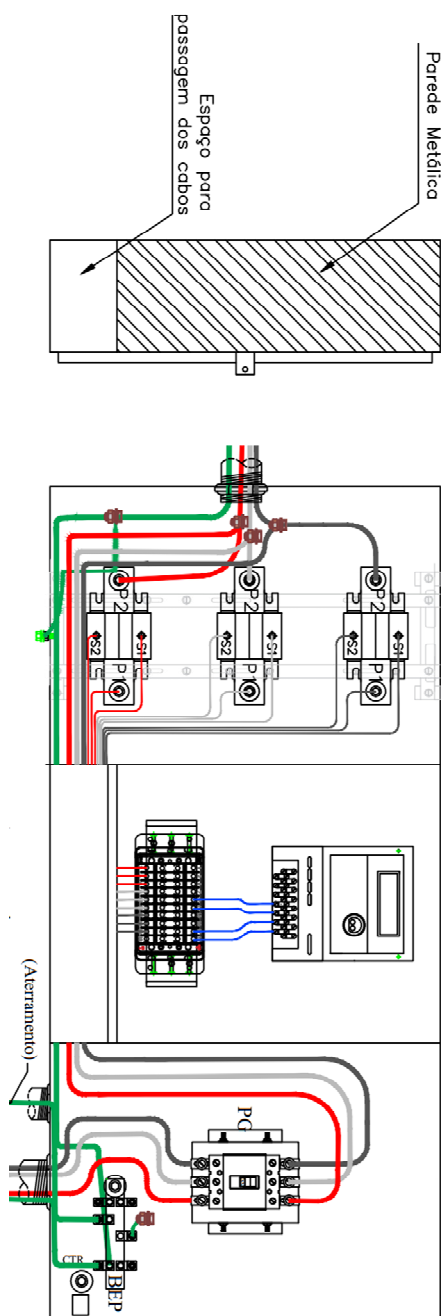 Parede Metálica
Espaço para
passagem dos cabos
P2
P2
P2
S2
S1
S2
S1
S2
S1
P1
P1
P1
(Aterramento)
PG
CTR
BEP